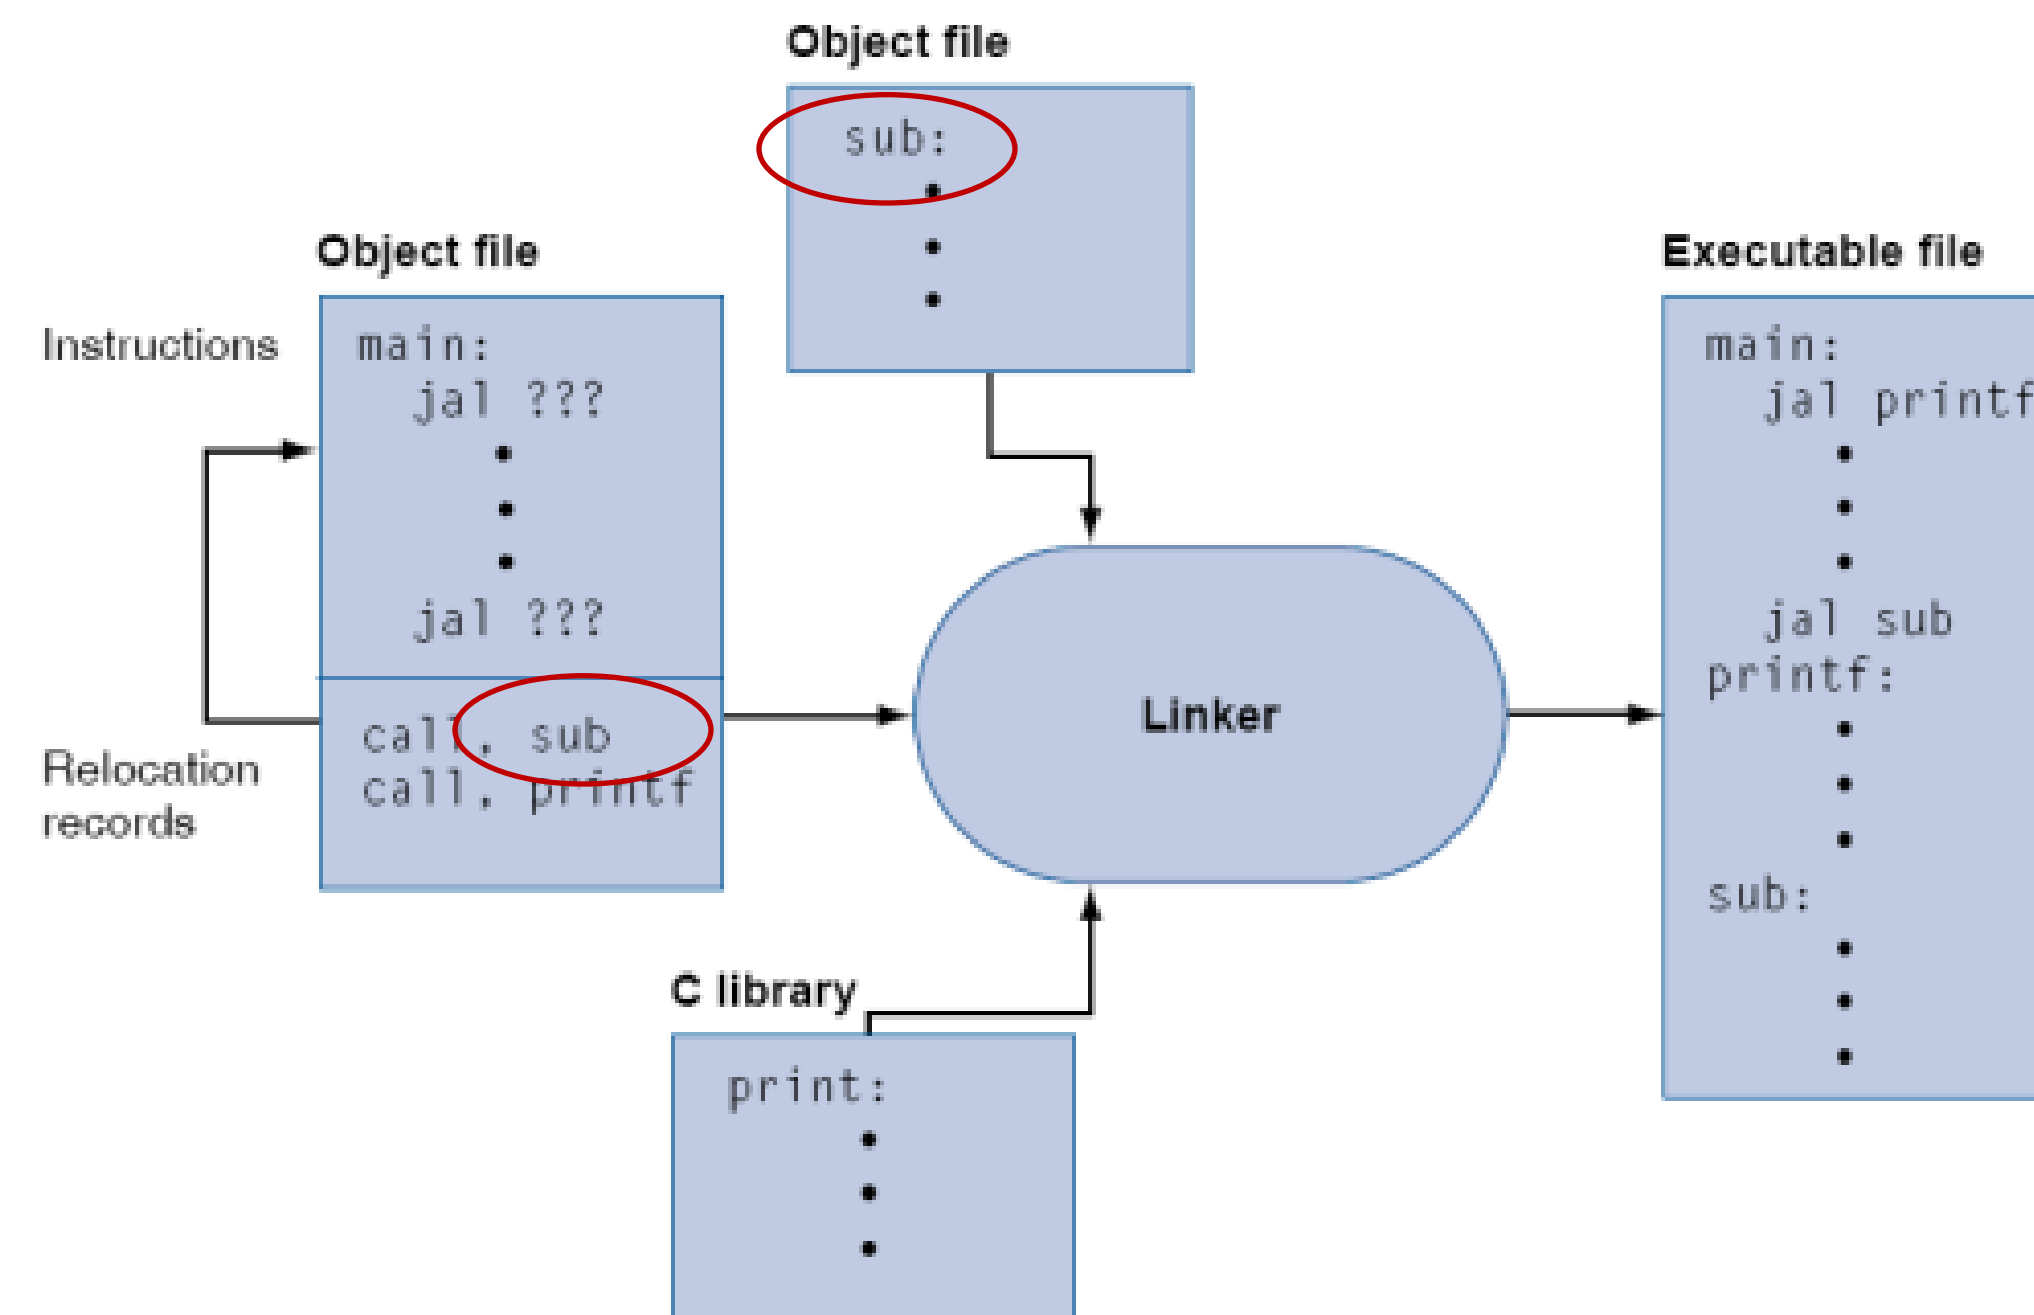 Object file
sub:
Object file
Instructions
main:
jal ???
jal ???
Relocation
records
call, sub
call, printf
Linker
C library
print:
Executable file
main:
jal printf
jal sub
printf:
sub: